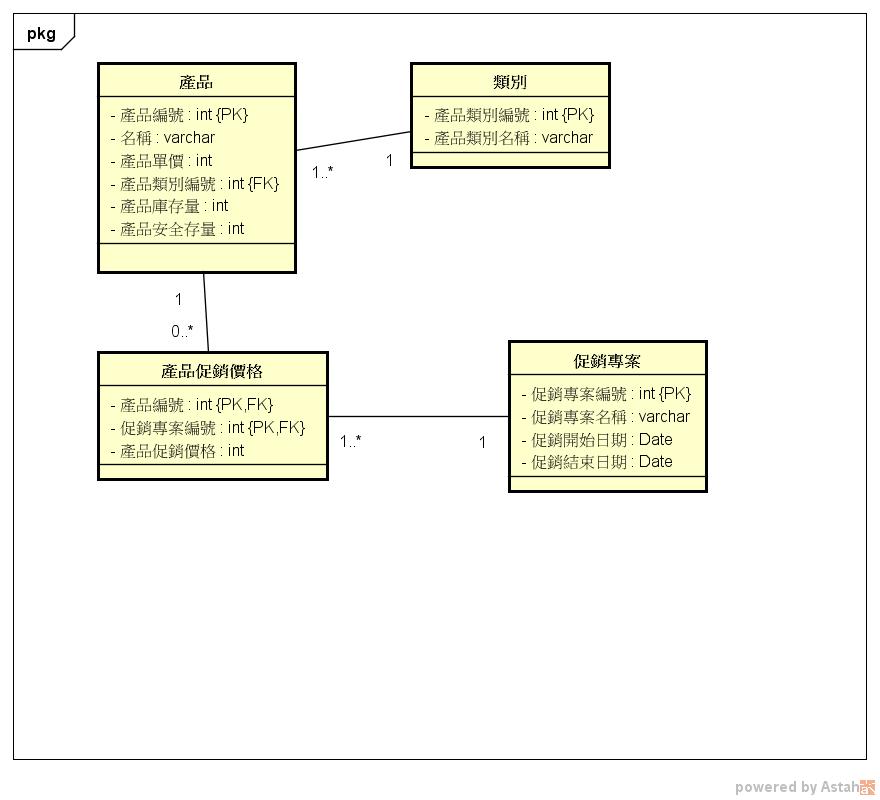 pkg
產品
- 產品編號 : int {PK}
- 名稱 : varchar
- 產品單價 : int
- 產品類別編號 : int {FK}
- 產品庫存量 : int
- 產品安全存量 : int
類別
- 產品類別編號 : int {PK}
- 產品類別名稱 : varchar
1..*
1
1
0..*
產品促銷價格
- 產品編號 : int {PK,FK}
- 促銷專案編號 : int {PK,FK}
- 產品促銷價格 : int
1..*
1
促銷專案
- 促銷專案編號 : int {PK}
- 促銷專案名稱 : varchar
- 促銷開始日期 : Date
- 促銷結束日期 : Date
powered by Astah